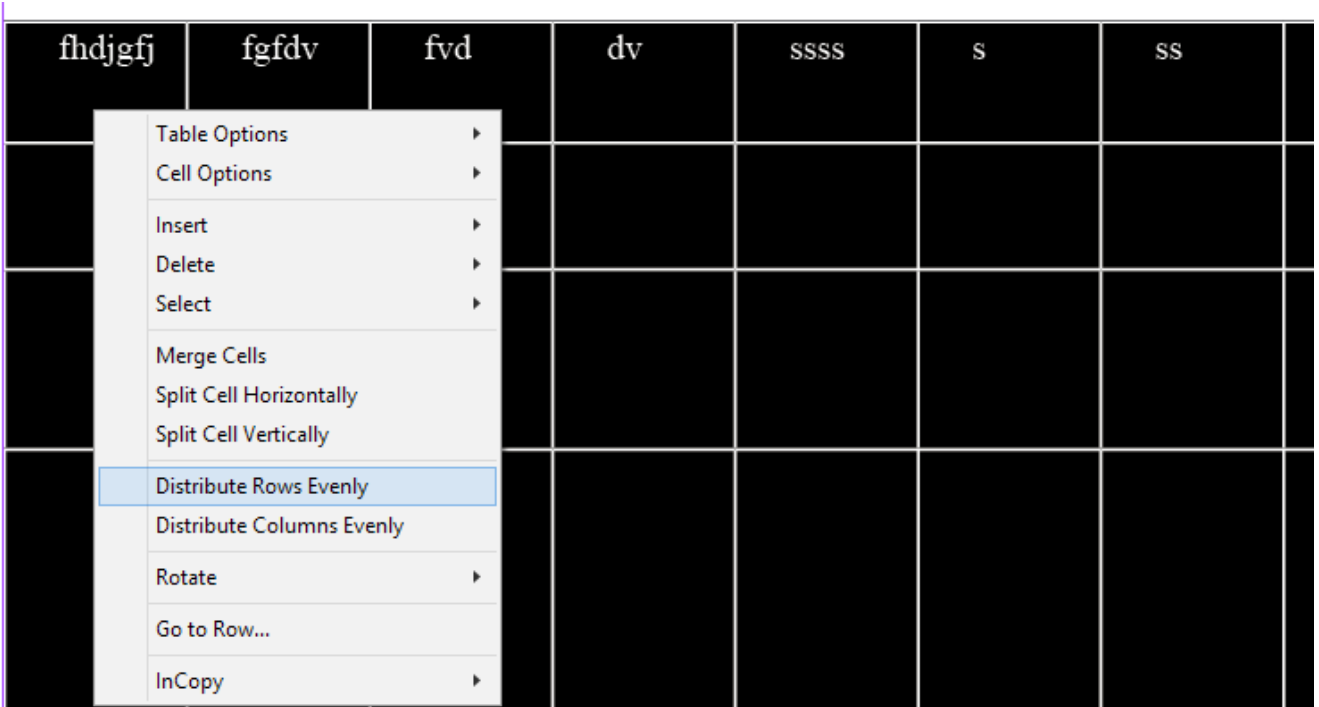 fhdjgfj fgfdv fvd dv ssss s ss
Table Options
Cell Options
Insert
Delete
Select
Merge Cells
Split Cell Horizontally
Split Cell Vertically
Distribute Rows Evenly
Distribute Columns Evenly
Rotate
Go to Row...
InCopy